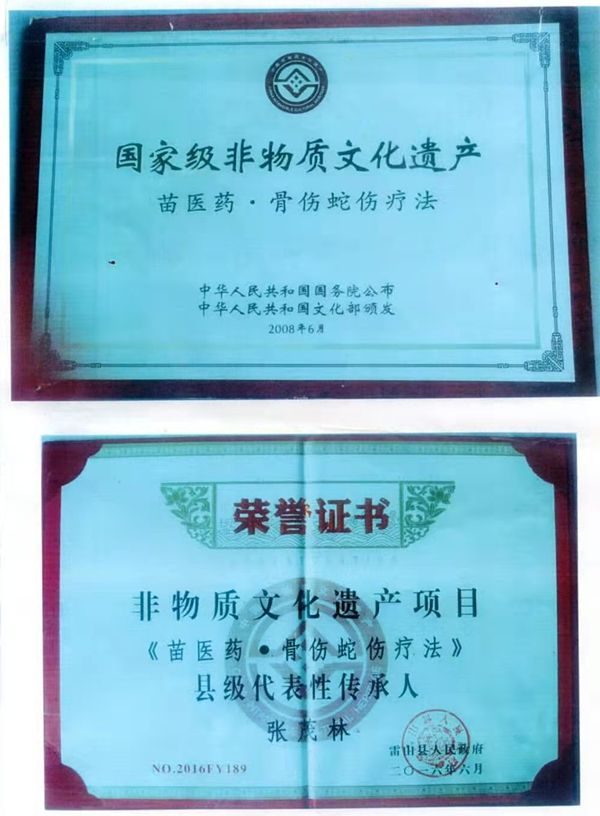 国家级非物质文化遗产
苗医药·骨伤蛇伤疗法
中华人民共和国国务院公布
中华人民共和国文化部颁发
2008年6月
荣誉证书
非物质文化遗产项目
《苗医药·骨伤蛇伤疗法》
县级代表性传承人
张茂林
雷山县人民政府
NO.2016FY189
二〇一六年六月